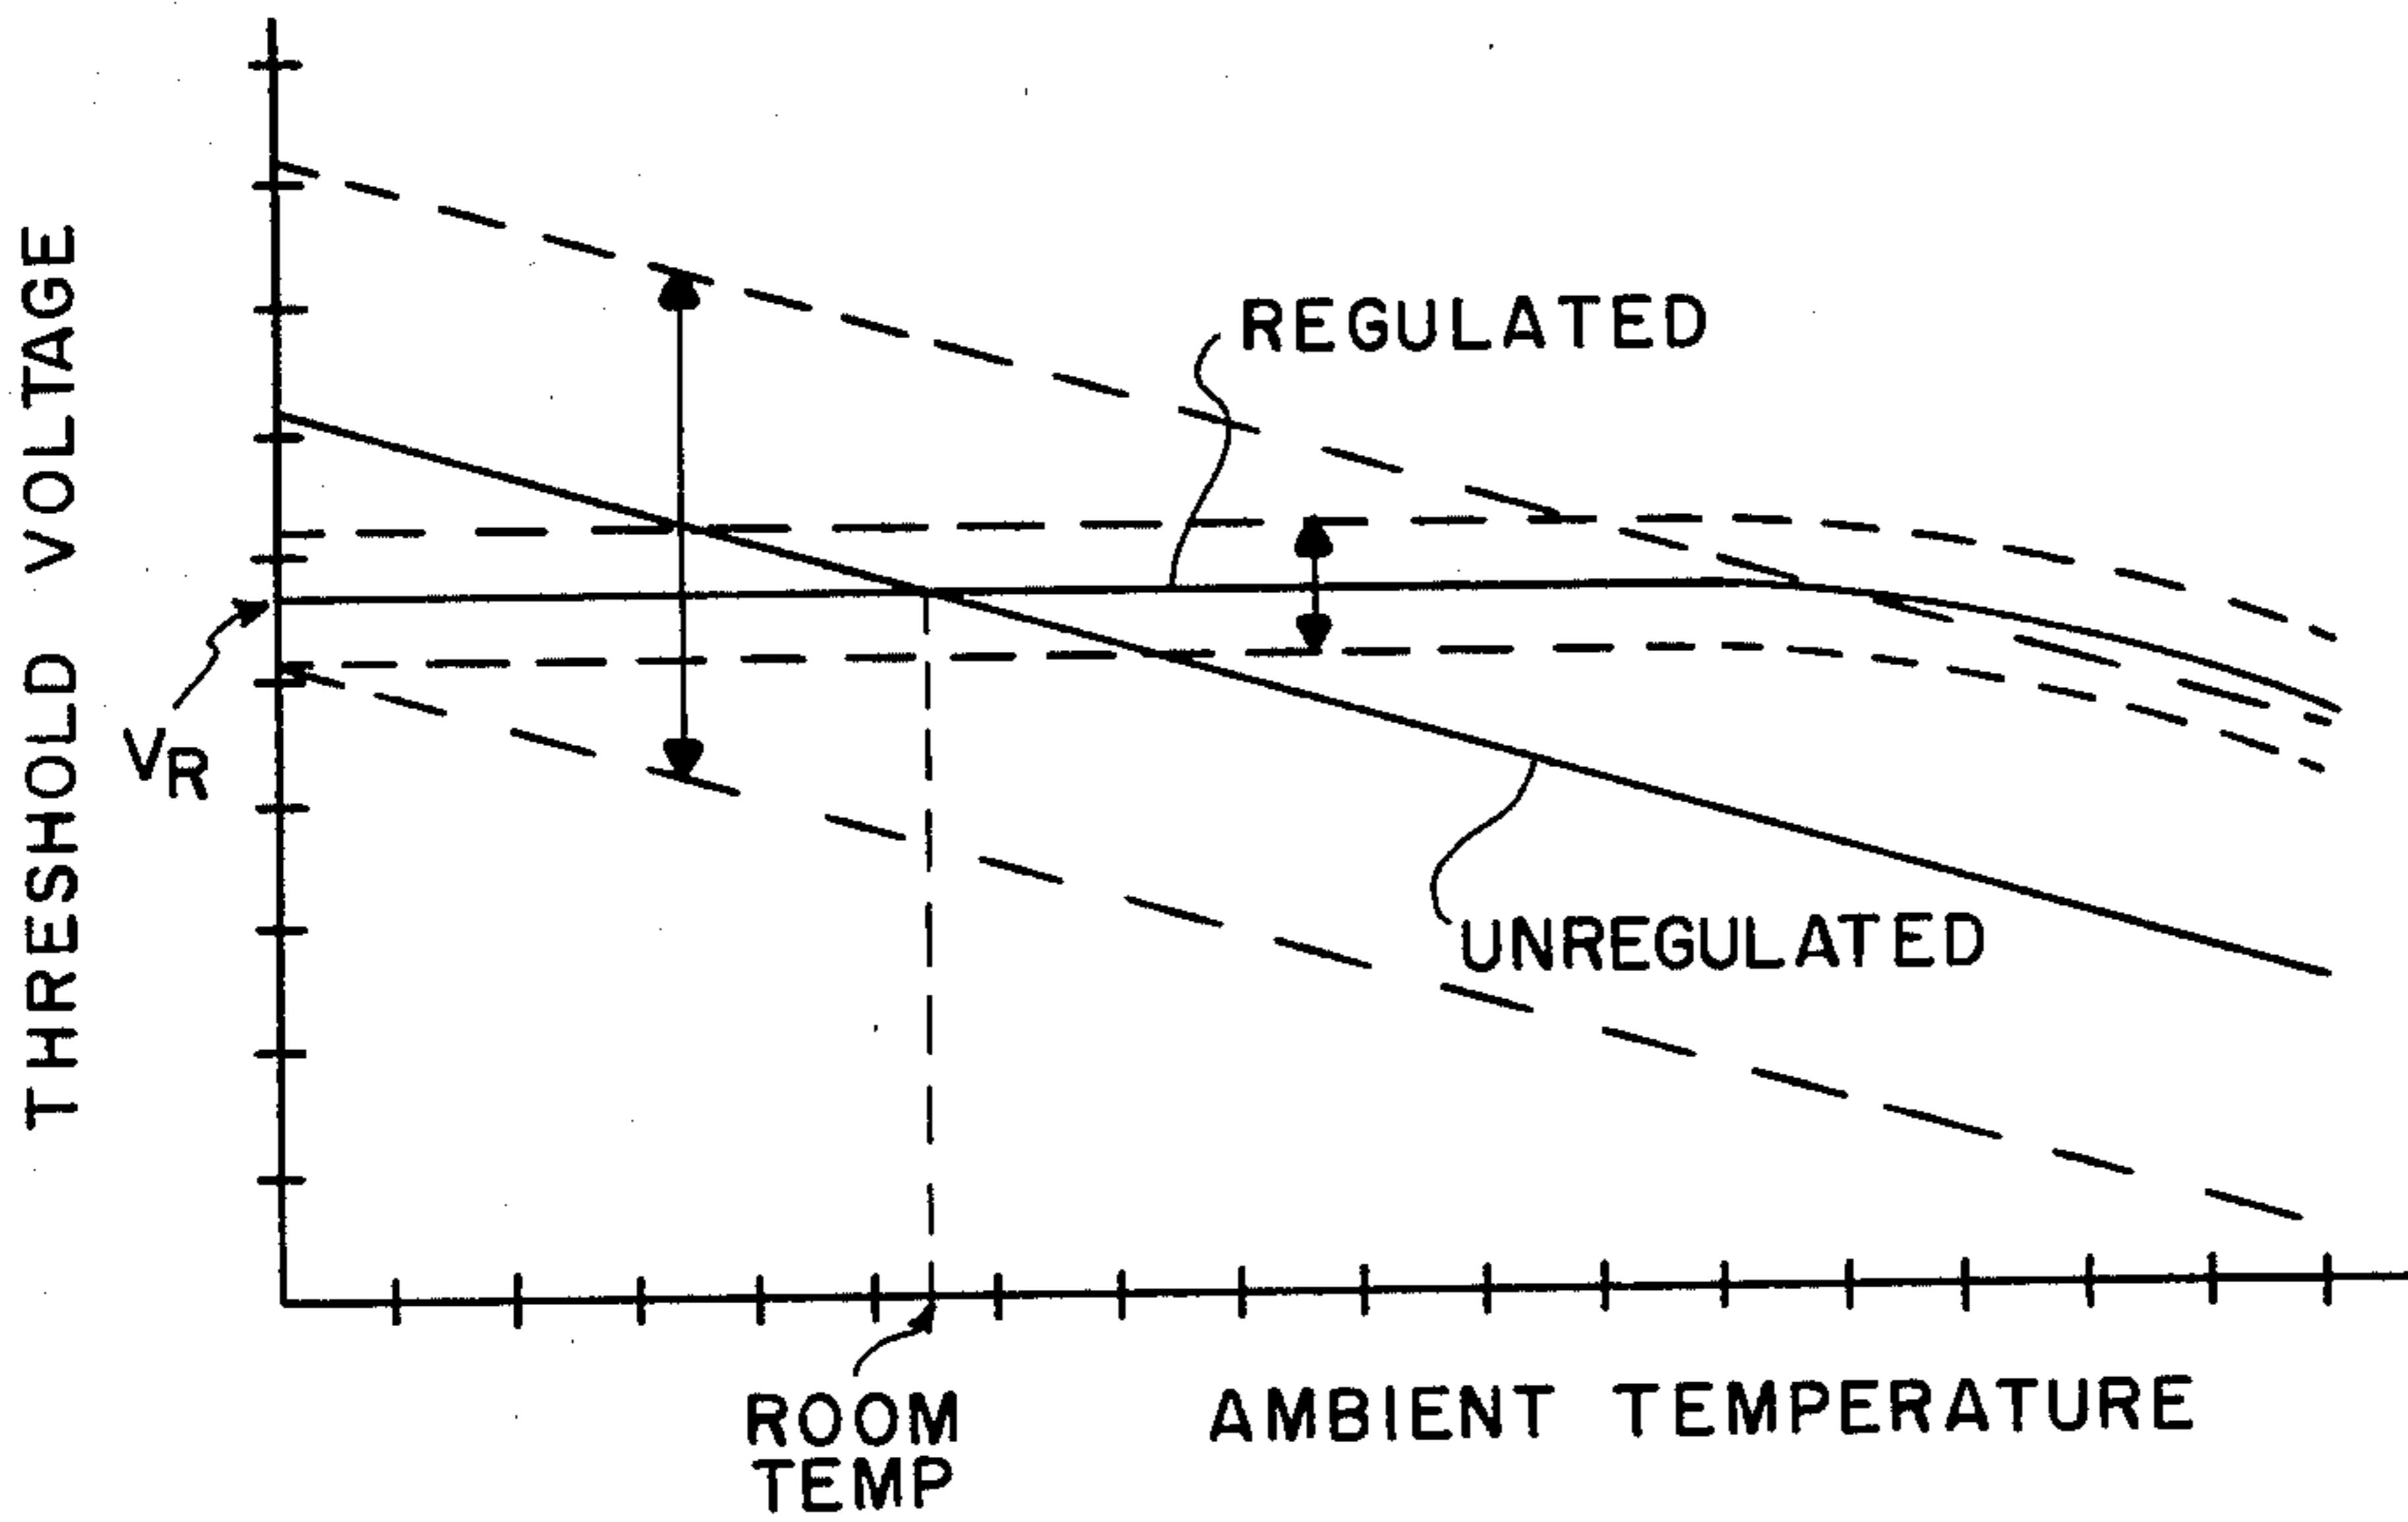 THRESHOLD VOLTAGE
REGULATED
VR
UNREGULATED
ROOM
TEMP
AMBIENT TEMPERATURE